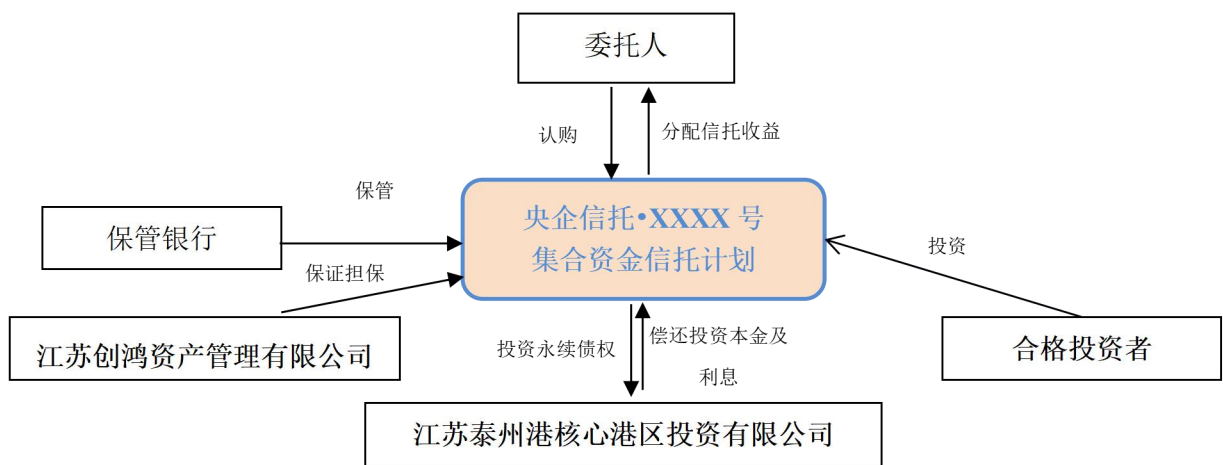 委托人
认购
分配信托收益
保管
央企信托•XXXX 号
集合资金信托计划
保管银行
投资
保证担保
江苏创鸿资产管理有限公司
投资永续债权
偿还投资本金及
利息
合格投资者
江苏泰州港核心港区投资有限公司